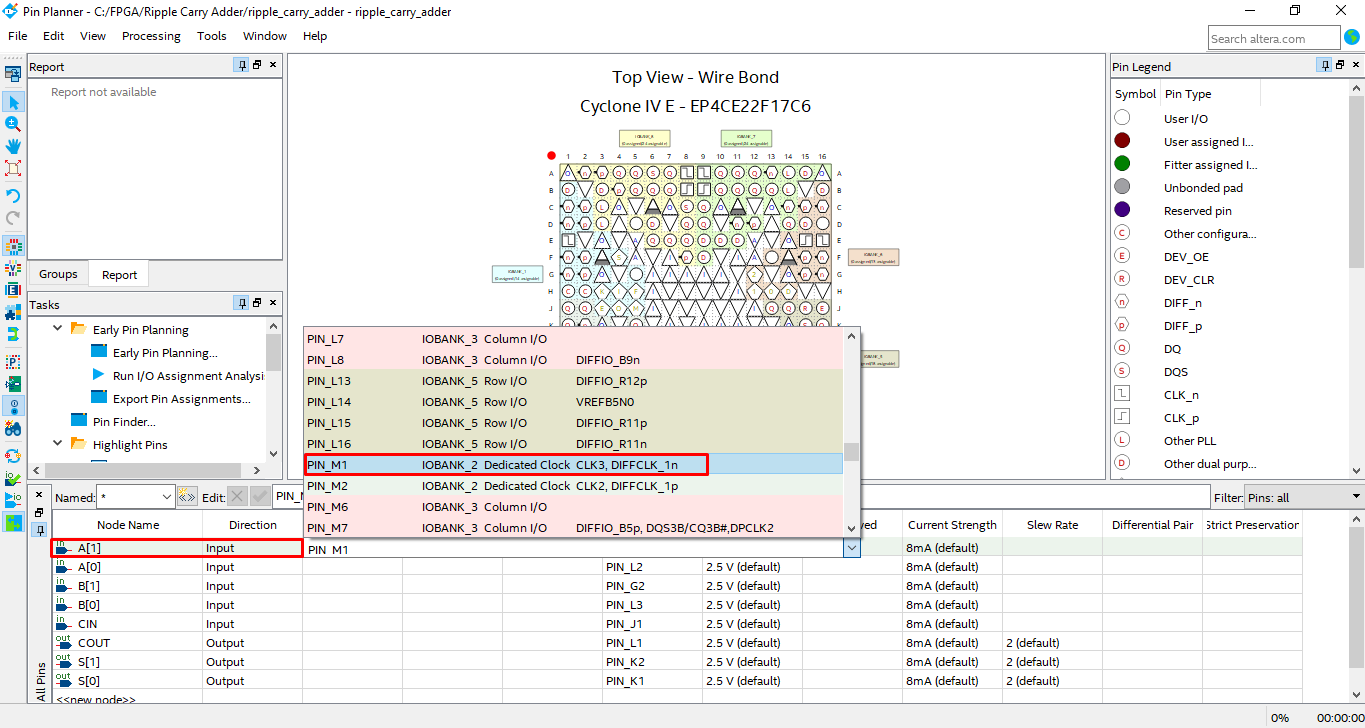 Pin Planner - C:/FPGA/Ripple Carry Adder/ripple_carry_adder - ripple_carry_adder
File Edit View Processing Tools Window Help
Search altera.com
Report
Report not available
Groups Report
Tasks
Early Pin Planning
Early Pin Planning...
Run I/O Assignment Analysi
Export Pin Assignments...
Pin Finder...
Highlight Pins
Top View - Wire Bond
Cyclone IV E - EP4CE22F17C6
1 2 3 4 5 6 7 8 9 10 11 12 13 14 15 16
A A
B B
C C
D D
E E
F F
G G
H H
J J
Pin Legend
Symbol Pin Type
User I/O
User assigned I...
Fitter assigned I...
Unbonded pad
Reserved pin
C Other configura...
E DEV_OE
R DEV_CLR
n DIFF_n
p DIFF_p
Q DQ
S DQS
CLK_n
CLK_p
L Other PLL
D Other dual purp...
PIN_L7 IOBANK_3 Column I/O
PIN_L8 IOBANK_3 Column I/O DIFFIO_B9n
PIN_L13 IOBANK_5 Row I/O DIFFIO_R12p
PIN_L14 IOBANK_5 Row I/O VREFB5N0
PIN_L15 IOBANK_5 Row I/O DIFFIO_R11p
PIN_L16 IOBANK_5 Row I/O DIFFIO_R11n
PIN_M1 IOBANK_2 Dedicated Clock CLK3, DIFFCLK_1n
PIN_M2 IOBANK_2 Dedicated Clock CLK2, DIFFCLK_1p
PIN_M6 IOBANK_3 Column I/O
PIN_M7 IOBANK_3 Column I/O DIFFIO_B5p, DQS3B/CQ3B#,DPCLK2
Named: * <<>> Edit: PIN_M Filter: Pins: all
Node Name Direction ved Current Strength Slew Rate Differential Pair Strict Preservation
in A[1] Input PIN_M1 8mA (default)
in A[0] Input PIN_L2 2.5 V (default) 8mA (default)
in B[1] Input PIN_G2 2.5 V (default) 8mA (default)
in B[0] Input PIN_L3 2.5 V (default) 8mA (default)
in CIN Input PIN_J1 2.5 V (default) 8mA (default)
out COUT Output PIN_L1 2.5 V (default) 8mA (default) 2 (default)
out S[1] Output PIN_K2 2.5 V (default) 8mA (default) 2 (default)
out S[0] Output PIN_K1 2.5 V (default) 8mA (default) 2 (default)
<<new node>>
All Pins
0% 00:00:00